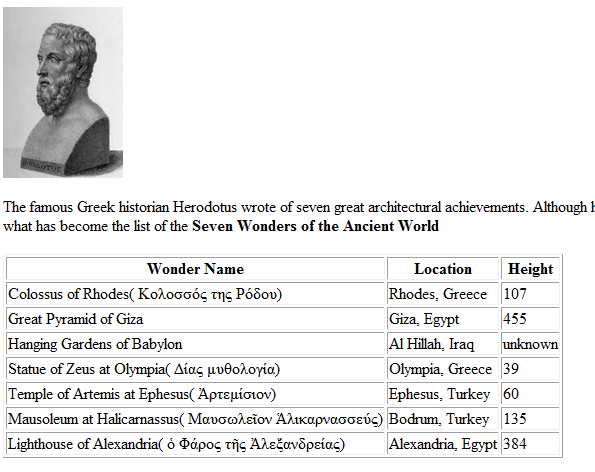 The famous Greek historian Herodotus wrote of seven great architectural achievements. Although
what has become the list of the Seven Wonders of the Ancient World
Wonder Name Location Height
Colossus of Rhodes( Κολοσσός της Ρόδου) Rhodes, Greece 107
Great Pyramid of Giza Giza, Egypt 455
Hanging Gardens of Babylon Al Hillah, Iraq unknown
Statue of Zeus at Olympia( Δίας μυθολογία) Olympia, Greece 39
Temple of Artemis at Ephesus( Ἀρτεμίσιον) Ephesus, Turkey 60
Mausoleum at Halicarnassus( Μαυσωλεῖον Ἀλικαρνασσεύς) Bodrum, Turkey 135
Lighthouse of Alexandria( ὁ Φάρος τῆς Ἀλεξανδρείας) Alexandria, Egypt 384